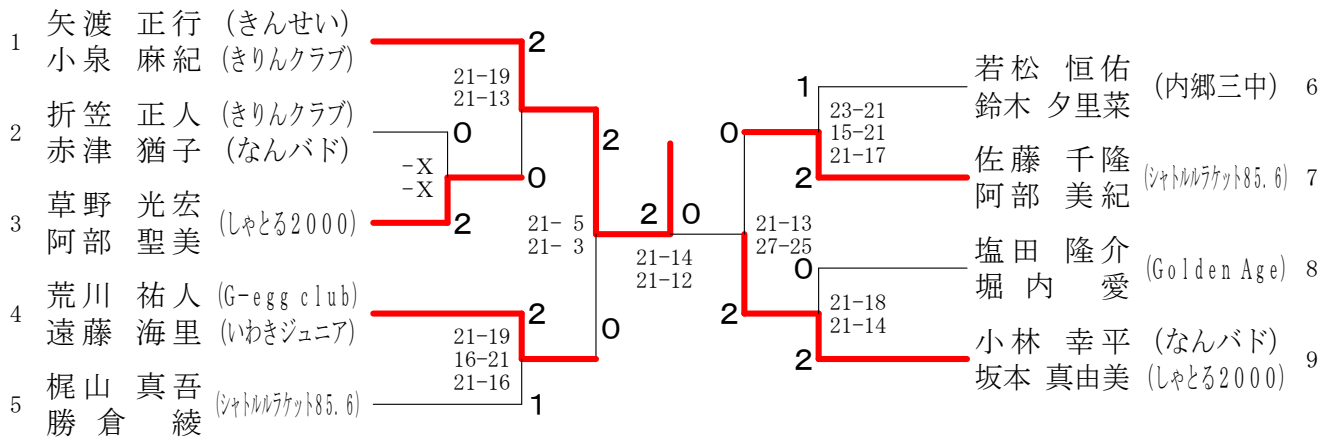 1 矢渡 正行 (きんせい)
小泉 麻紀 (きりんクラブ)
2 折笠 正人 (きりんクラブ)
赤津 猶子 (なんバド)
3 草野 光宏 (しゃとる2000)
阿部 聖美
4 荒川 祐人 (G-egg club)
遠藤 海里 (いわきジュニア)
5 梶山 真吾 (シャトルラケット85.6)
勝倉 綾
2
21-19
21-13
0
0
-X
-X
2
2
21- 5
21- 3
0
2
21-19
16-21
21-16
1
2 0
21-14
21-12
0
21-13
27-25
2
1
23-21
15-21
21-17
2
0
21-18
21-14
2
若松 恒佑 (内郷三中) 6
鈴木 夕里菜
佐藤 千隆 (シャトルラケット85.6) 7
阿部 美紀
塩田 隆介 (Golden Age) 8
堀内 愛
小林 幸平 (なんバド) 9
坂本 真由美 (しゃとる2000)